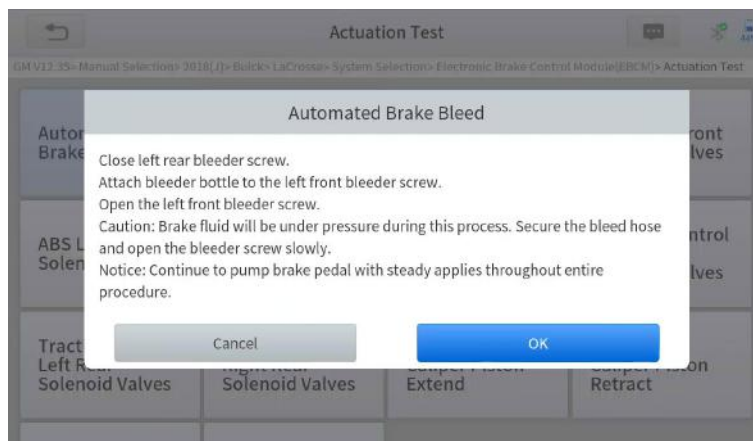 Actuation Test
GM V12.35> Manual Selection> 2018(J)> Buick> LaCrosse> System Selection> Electronic Brake Control Module(EBCM)> Actuation Test
Automated Brake Bleed
Close left rear bleeder screw.
Attach bleeder bottle to the left front bleeder screw.
Open the left front bleeder screw.
Caution: Brake fluid will be under pressure during this process. Secure the bleed hose
and open the bleeder screw slowly.
Notice: Continue to pump brake pedal with steady applies throughout entire
procedure.
Cancel
OK
Autor
Brake
ront
lves
ABS L
Solen
ntrol
lves
Tract
Left
Solenoid Valves
Solenoid Valves
Extend
Retract